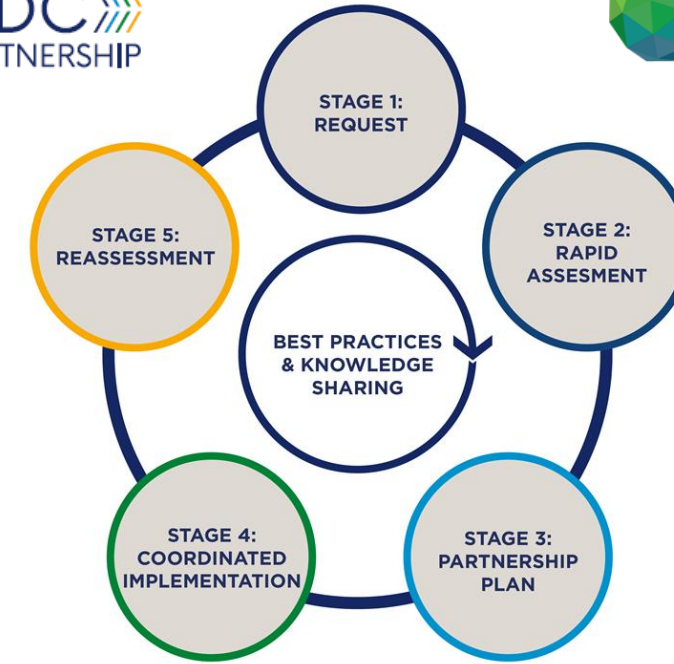 DC
TNERSHIP
STAGE 1:
REQUEST
STAGE 2:
RAPID
ASSESMENT
STAGE 3:
PARTNERSHIP
PLAN
STAGE 4:
COORDINATED
IMPLEMENTATION
STAGE 5:
REASSESSMENT
BEST PRACTICES
& KNOWLEDGE
SHARING